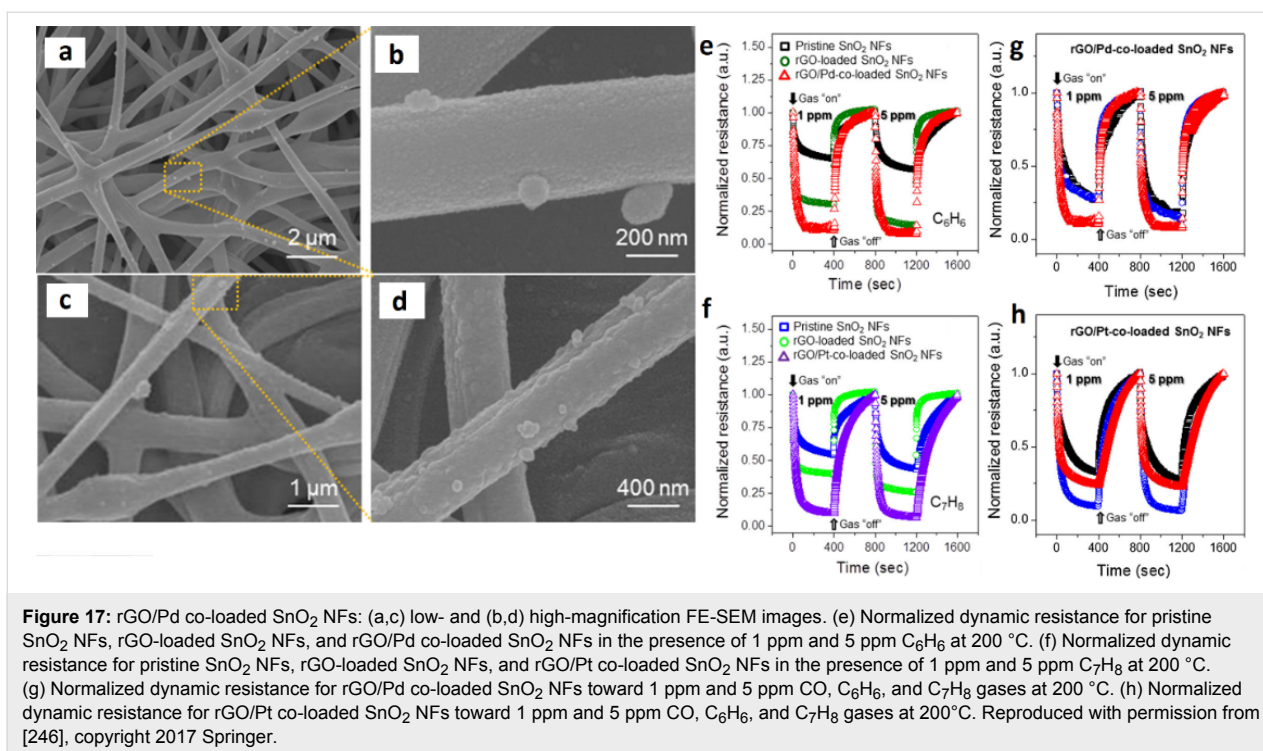 a
2 μm
b
200 nm
c
1 μm
d
400 nm
e
Normalized resistance (a.u.)
1.50
1.25
1.00
0.75
0.50
0.25
0.00
Pristine SnO₂ NFs
rGO-loaded SnO₂ NFs
rGO/Pd-co-loaded SnO₂ NFs
Gas "on"
1 ppm
5 ppm
C₆H₆
Gas "off"
0 400 800 1200 1600
Time (sec)
g
Normalized resistance (a.u.)
1.0
0.5
0.0
rGO/Pd-co-loaded SnO₂ NFs
Gas "on"
1 ppm
5 ppm
Gas "off"
0 400 800 1200 1600
Time (sec)
f
Normalized resistance (a.u.)
1.50
1.25
1.00
0.75
0.50
0.25
0.00
Pristine SnO₂ NFs
rGO-loaded SnO₂ NFs
rGO/Pt-co-loaded SnO₂ NFs
Gas "on"
1 ppm
5 ppm
C₇H₈
Gas "off"
0 400 800 1200 1600
Time (sec)
h
Normalized resistance (a.u.)
1.0
0.5
0.0
rGO/Pt-co-loaded SnO₂ NFs
Gas "on"
1 ppm
5 ppm
Gas "off"
0 400 800 1200 1600
Time (sec)
Figure 17: rGO/Pd co-loaded SnO₂ NFs: (a,c) low- and (b,d) high-magnification FE-SEM images. (e) Normalized dynamic resistance for pristine
SnO₂ NFs, rGO-loaded SnO₂ NFs, and rGO/Pd co-loaded SnO₂ NFs in the presence of 1 ppm and 5 ppm C₆H₆ at 200 °C. (f) Normalized dynamic
resistance for pristine SnO₂ NFs, rGO-loaded SnO₂ NFs, and rGO/Pt co-loaded SnO₂ NFs in the presence of 1 ppm and 5 ppm C₇H₈ at 200 °C.
(g) Normalized dynamic resistance for rGO/Pd co-loaded SnO₂ NFs toward 1 ppm and 5 ppm CO, C₆H₆, and C₇H₈ gases at 200 °C. (h) Normalized
dynamic resistance for rGO/Pt co-loaded SnO₂ NFs toward 1 ppm and 5 ppm CO, C₆H₆, and C₇H₈ gases at 200°C. Reproduced with permission from
[246], copyright 2017 Springer.